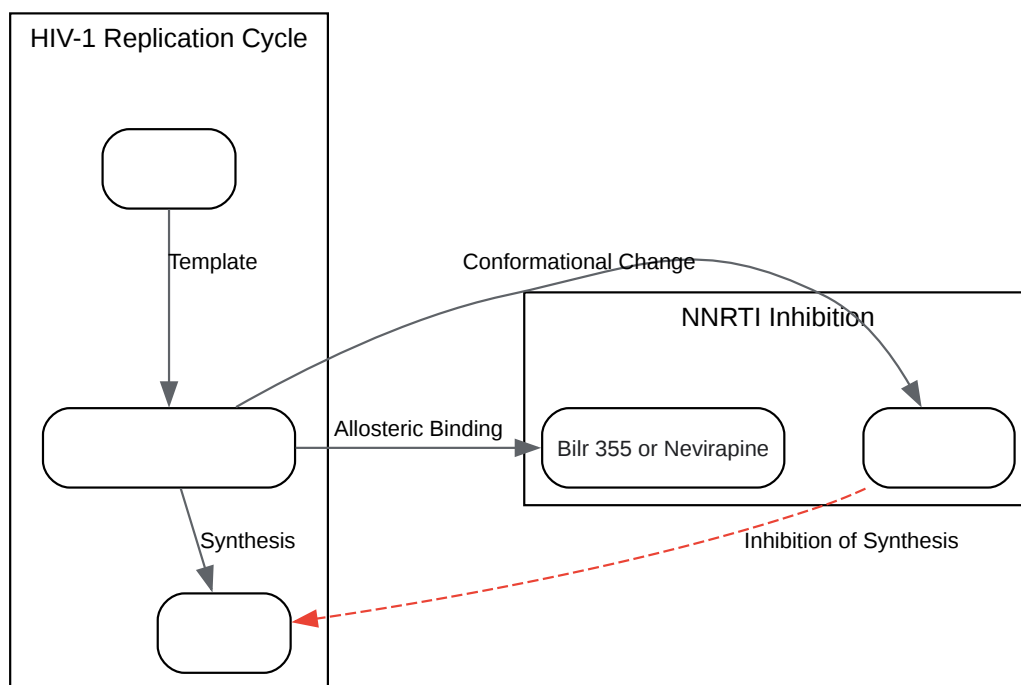 HIV-1 Replication Cycle
Template
Conformational Change
NNRTI Inhibition
Allosteric Binding
Bilr 355 or Nevirapine
Synthesis
Inhibition of Synthesis